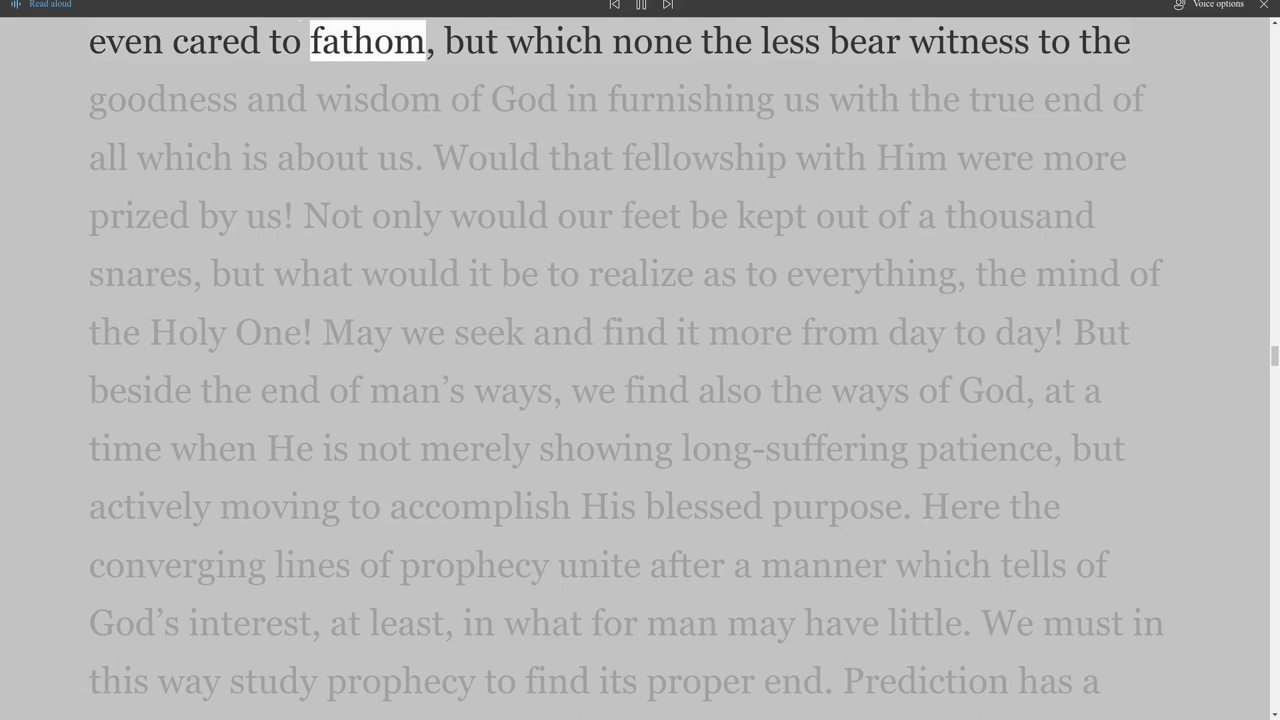 Read aloud
Voice options
even cared to fathom, but which none the less bear witness to the
goodness and wisdom of God in furnishing us with the true end of
all which is about us. Would that fellowship with Him were more
prized by us! Not only would our feet be kept out of a thousand
snares, but what would it be to realize as to everything, the mind of
the Holy One! May we seek and find it more from day to day! But
beside the end of man’s ways, we find also the ways of God, at a
time when He is not merely showing long-suffering patience, but
actively moving to accomplish His blessed purpose. Here the
converging lines of prophecy unite after a manner which tells of
God’s interest, at least, in what for man may have little. We must in
this way study prophecy to find its proper end. Prediction has a